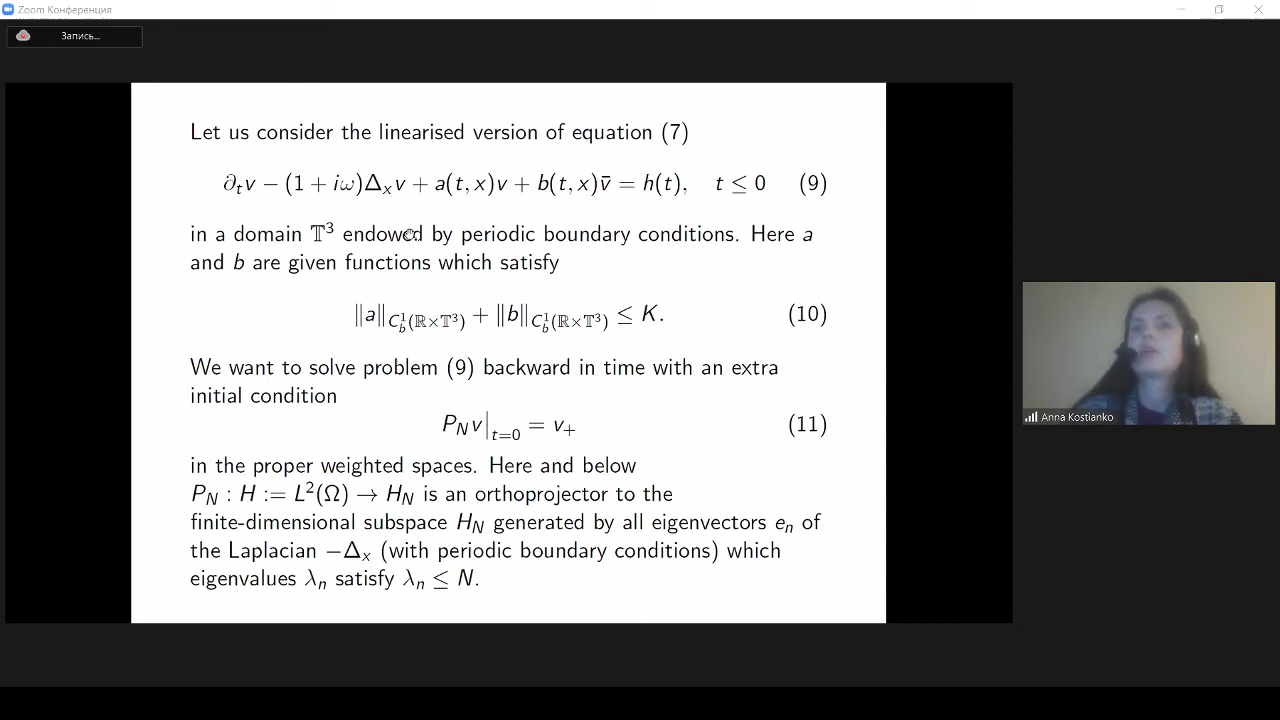 Zoom Конференция
Запись...
Let us consider the linearised version of equation (7)
∂ₜv − (1 + iω)Δₓv + a(t, x)v + b(t, x)v̄ = h(t), t ≤ 0 (9)
in a domain 𝕋³ endowed by periodic boundary conditions. Here a
and b are given functions which satisfy
‖a‖_{C_b^1(ℝ×𝕋³)} + ‖b‖_{C_b^1(ℝ×𝕋³)} ≤ K. (10)
We want to solve problem (9) backward in time with an extra
initial condition
P_N v|_{t=0} = v₊ (11)
in the proper weighted spaces. Here and below
P_N : H := L²(Ω) → H_N is an orthoprojector to the
finite-dimensional subspace H_N generated by all eigenvectors eₙ of
the Laplacian −Δₓ (with periodic boundary conditions) which
eigenvalues λₙ satisfy λₙ ≤ N.
Anna Kostianko